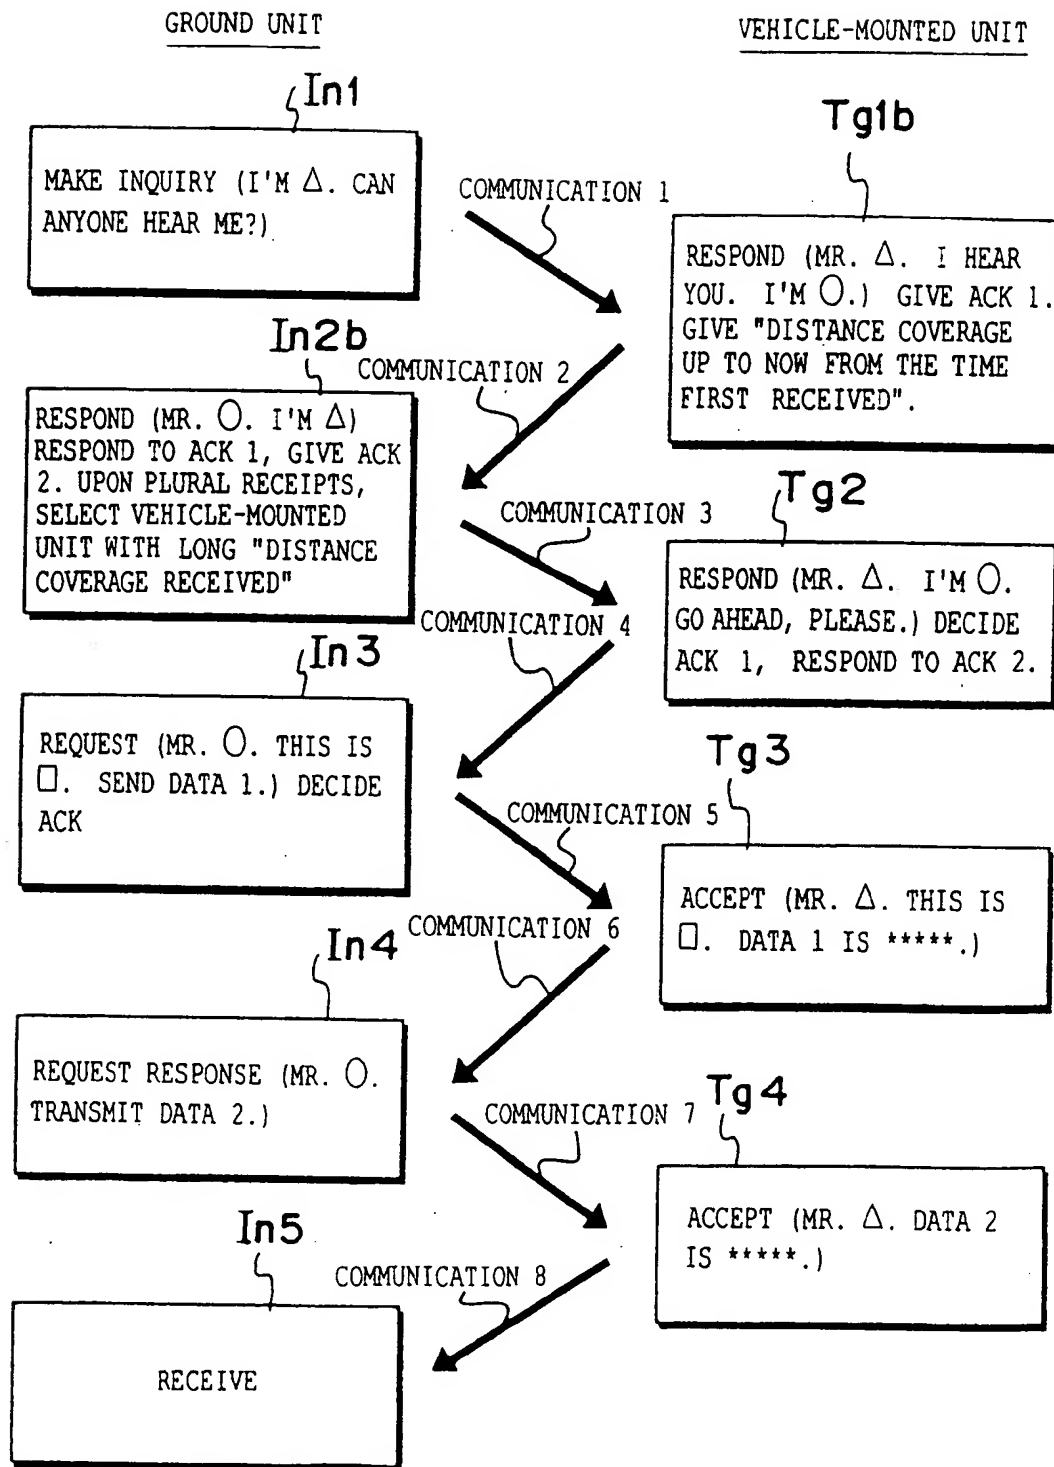 GROUND UNIT
VEHICLE-MOUNTED UNIT
In1
MAKE INQUIRY (I'M △. CAN
ANYONE HEAR ME?)
COMMUNICATION 1
Tg1b
RESPOND (MR. △. I HEAR
YOU. I'M ○.) GIVE ACK 1.
GIVE "DISTANCE COVERAGE
UP TO NOW FROM THE TIME
FIRST RECEIVED".
In2b
COMMUNICATION 2
RESPOND (MR. ○. I'M △)
RESPOND TO ACK 1, GIVE ACK
2. UPON PLURAL RECEIPTS,
SELECT VEHICLE-MOUNTED
UNIT WITH LONG "DISTANCE
COVERAGE RECEIVED"
COMMUNICATION 3
Tg2
RESPOND (MR. △. I'M ○.
GO AHEAD, PLEASE.) DECIDE
ACK 1, RESPOND TO ACK 2.
COMMUNICATION 4
In3
REQUEST (MR. ○. THIS IS
□. SEND DATA 1.) DECIDE
ACK
COMMUNICATION 5
Tg3
ACCEPT (MR. △. THIS IS
□. DATA 1 IS *****.)
COMMUNICATION 6
In4
REQUEST RESPONSE (MR. ○.
TRANSMIT DATA 2.)
COMMUNICATION 7
Tg4
ACCEPT (MR. △. DATA 2
IS *****.)
COMMUNICATION 8
In5
RECEIVE